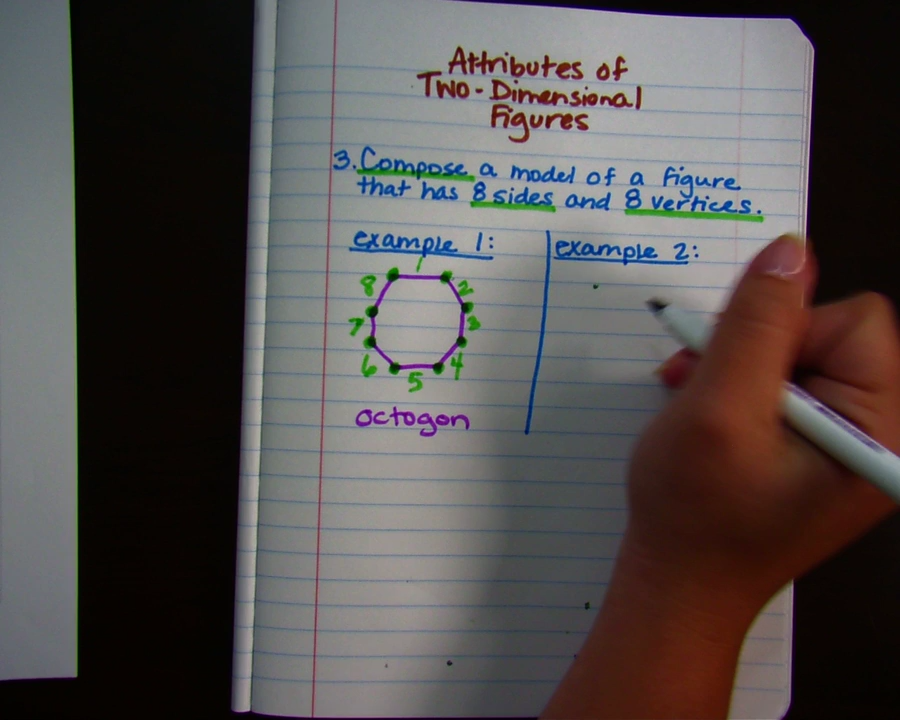 Attributes of
Two-Dimensional
Figures
3. Compose a model of a figure
that has 8 sides and 8 vertices.
example 1:
example 2:
1
8
2
7
3
6
4
5
octogon